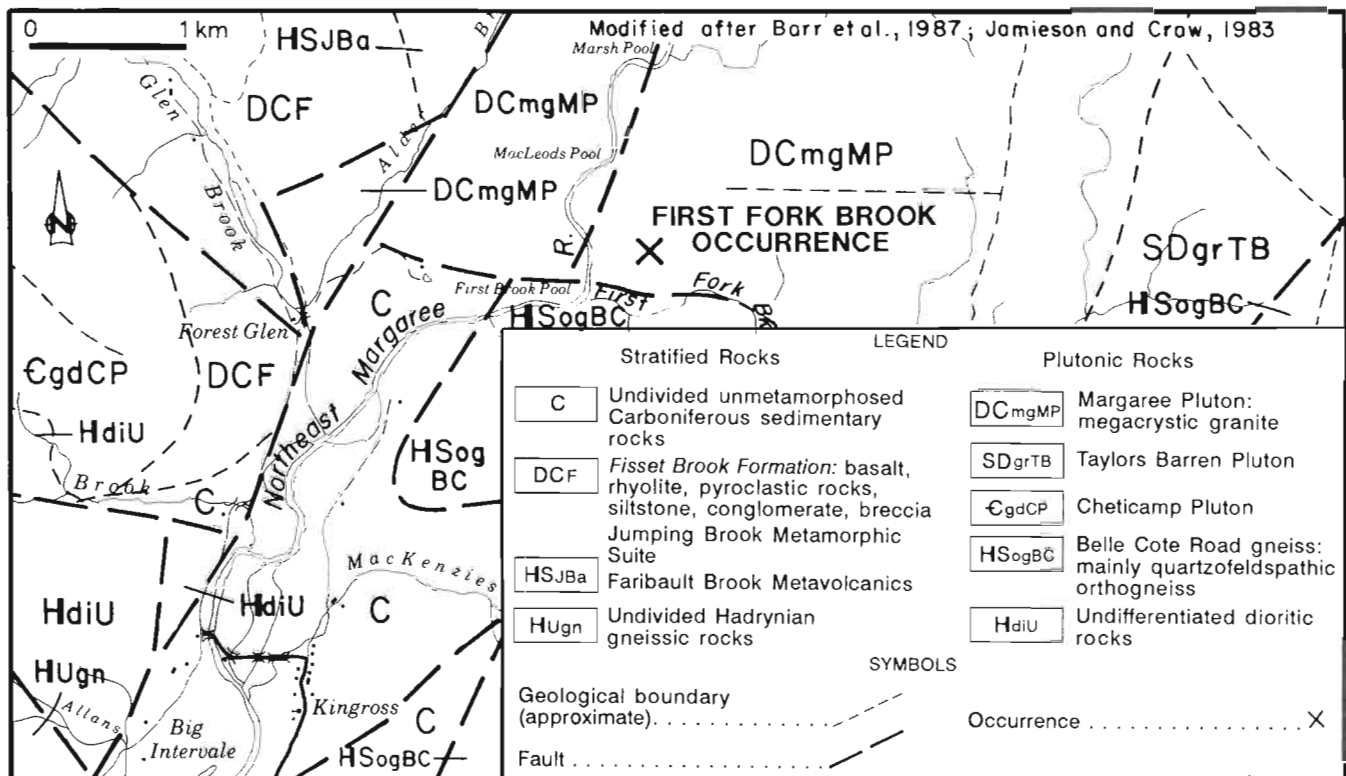 Modified after Barr et al., 1987; Jamieson and Craw, 1983
0 1 km
HSJBa
Marsh Pool
Glen
DCF
DCmgMP
Alder
Br
MacLeods Pool
DCmgMP
DCmgMP
Brook
N
FIRST FORK BROOK
OCCURRENCE
R.
SDgrTB
C
First Brook Pool
First Fork Bk
HSogBC
HSogBC
Forest Glen
Margaree
ЄgdCP
DCF
Northeast
HdiU
HSog
BC
Brook
C
MacKenzies
HdiU
C
HdiU
HUgn
Allans
Big
Intervale
Kingross
C
HSogBC
LEGEND
Stratified Rocks
C Undivided unmetamorphosed
Carboniferous sedimentary
rocks
DCF Fisset Brook Formation: basalt,
rhyolite, pyroclastic rocks,
siltstone, conglomerate, breccia
Jumping Brook Metamorphic
Suite
HSJBa Faribault Brook Metavolcanics
HUgn Undivided Hadrynian
gneissic rocks
Plutonic Rocks
DCmgMP Margaree Pluton:
megacrystic granite
SDgrTB Taylors Barren Pluton
ЄgdCP Cheticamp Pluton
HSogBC Belle Cote Road gneiss:
mainly quartzofeldspathic
orthogneiss
HdiU Undifferentiated dioritic
rocks
SYMBOLS
Geological boundary
(approximate)...........
Fault....................
Occurrence.................X